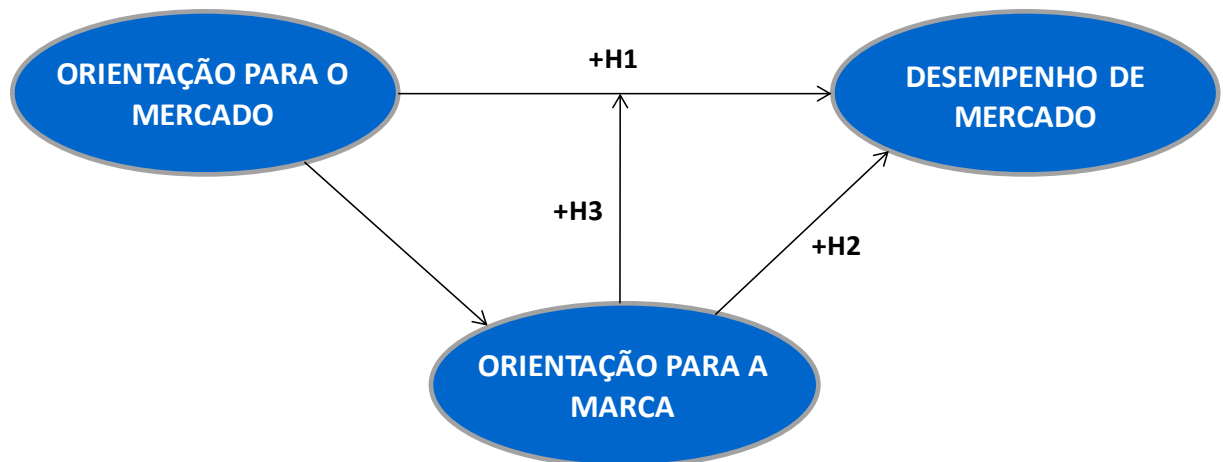 ORIENTAÇÃO PARA O
MERCADO
+H1
DESEMPENHO DE
MERCADO
+H3
+H2
ORIENTAÇÃO PARA A
MARCA